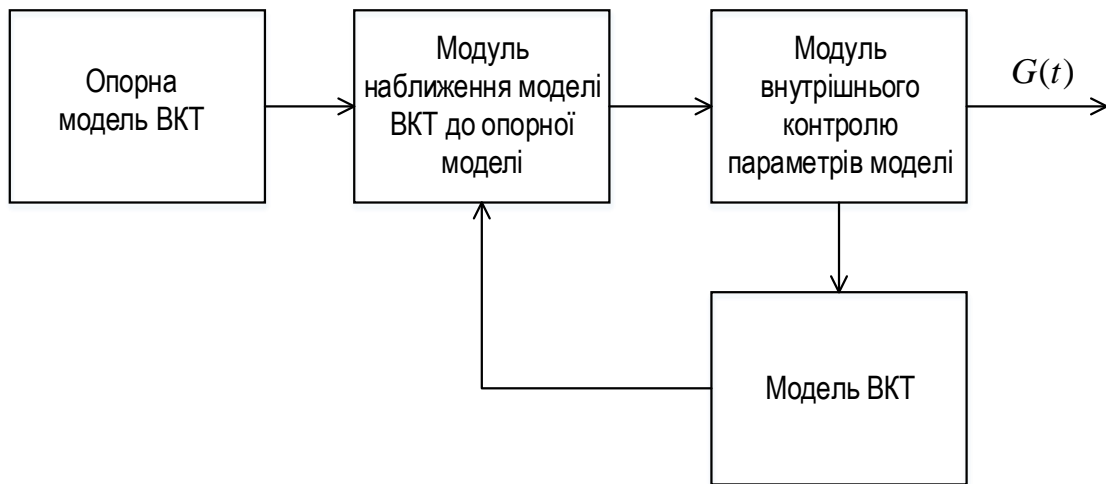 Опорна
модель ВКТ
Модуль
наближення моделі
ВКТ до опорної
моделі
Модуль
внутрішнього
контролю
параметрів моделі
G(t)
Модель ВКТ